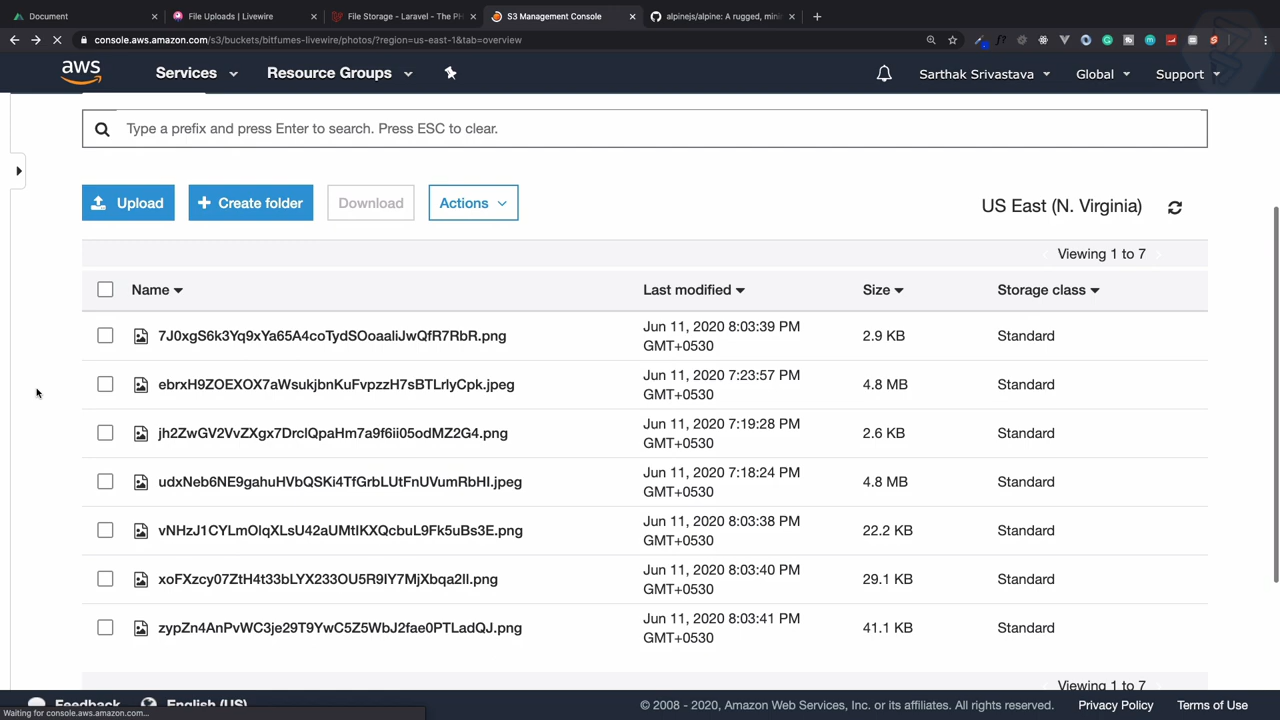 Document
File Uploads | Livewire
File Storage - Laravel - The PH
S3 Management Console
alpinejs/alpine: A rugged, mini
console.aws.amazon.com/s3/buckets/bitfumes-livewire/photos/?region=us-east-1&tab=overview
aws
Services
Resource Groups
Sarthak Srivastava
Global
Support
Type a prefix and press Enter to search. Press ESC to clear.
Upload
Create folder
Download
Actions
US East (N. Virginia)
Viewing 1 to 7
Name
Last modified
Size
Storage class
7J0xgS6k3Yq9xYa65A4coTydSOoaaliJwQfR7RbR.png
Jun 11, 2020 8:03:39 PM
GMT+0530
2.9 KB
Standard
ebrxH9ZOEXOX7aWsukjbnKuFvpzzH7sBTLrlyCpk.jpeg
Jun 11, 2020 7:23:57 PM
GMT+0530
4.8 MB
Standard
jh2ZwGV2VvZXgx7DrclQpaHm7a9f6ii05odMZ2G4.png
Jun 11, 2020 7:19:28 PM
GMT+0530
2.6 KB
Standard
udxNeb6NE9gahuHVbQSKi4TfGrbLUtFnUVumRbHI.jpeg
Jun 11, 2020 7:18:24 PM
GMT+0530
4.8 MB
Standard
vNHzJ1CYLmOlqXLsU42aUMtIKXQcbuL9Fk5uBs3E.png
Jun 11, 2020 8:03:38 PM
GMT+0530
22.2 KB
Standard
xoFXzcy07ZtH4t33bLYX233OU5R9IY7MjXbqa2Il.png
Jun 11, 2020 8:03:40 PM
GMT+0530
29.1 KB
Standard
zypZn4AnPvWC3je29T9YwC5Z5WbJ2fae0PTLadQJ.png
Jun 11, 2020 8:03:41 PM
GMT+0530
41.1 KB
Standard
Viewing 1 to 7
Feedback
English (US)
© 2008 - 2020, Amazon Web Services, Inc. or its affiliates. All rights reserved.
Privacy Policy
Terms of Use
Waiting for console.aws.amazon.com...